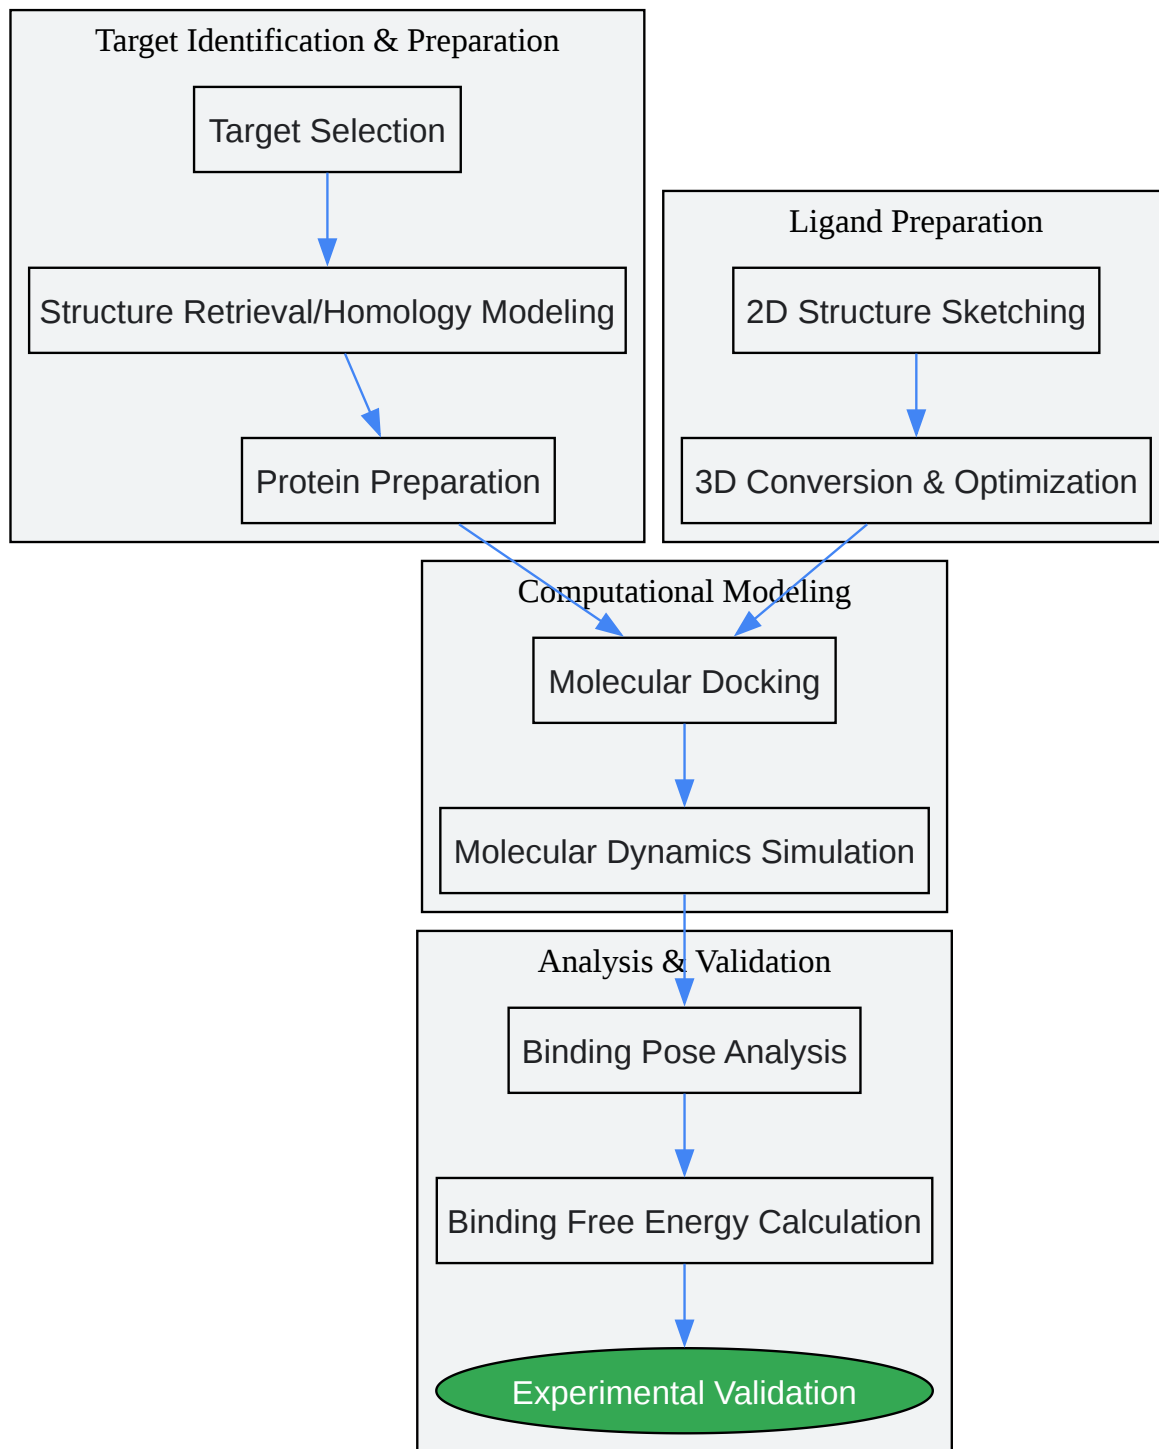 Target Identification & Preparation
Target Selection
Structure Retrieval/Homology Modeling
Protein Preparation
Ligand Preparation
2D Structure Sketching
3D Conversion & Optimization
Computational Modeling
Molecular Docking
Molecular Dynamics Simulation
Analysis & Validation
Binding Pose Analysis
Binding Free Energy Calculation
Experimental Validation